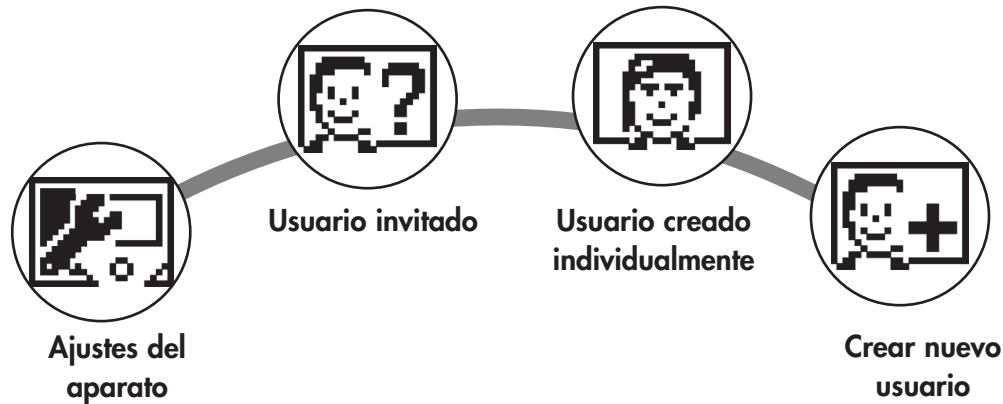 Usuario invitado
Usuario creado
individualmente
Ajustes del
aparato
Crear nuevo
usuario